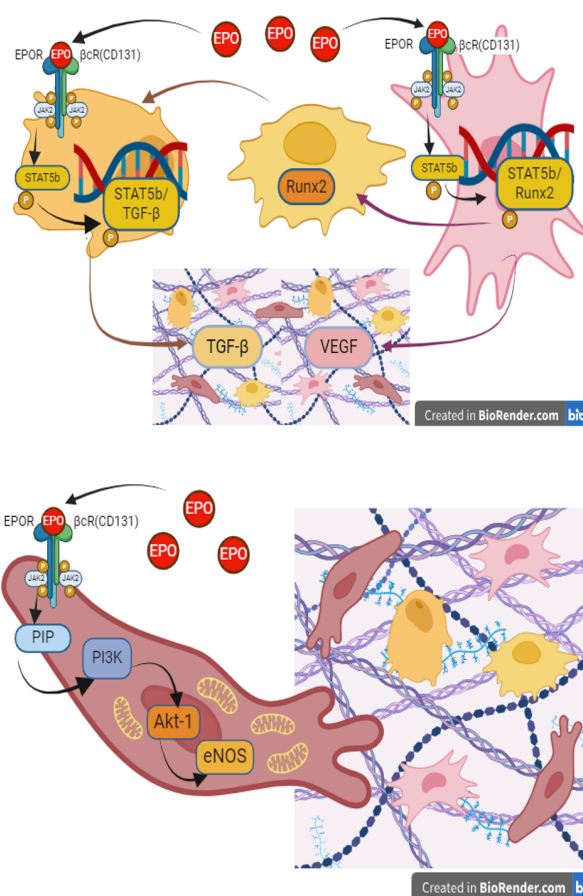 EPO
EPO
EPO
EPOR
EPO
βcR(CD131)
P
P
JAK2
JAK2
P
P
STAT5b
P
STAT5b/
TGF-β
P
Runx2
EPOR
EPO
βcR(CD131)
P
P
JAK2
JAK2
P
P
STAT5b
P
STAT5b/
Runx2
P
TGF-β
VEGF
Created in BioRender.com
EPO
EPO
EPO
EPOR
EPO
βcR(CD131)
P
P
JAK2
JAK2
P
P
PIP
PI3K
Akt-1
eNOS
Created in BioRender.com